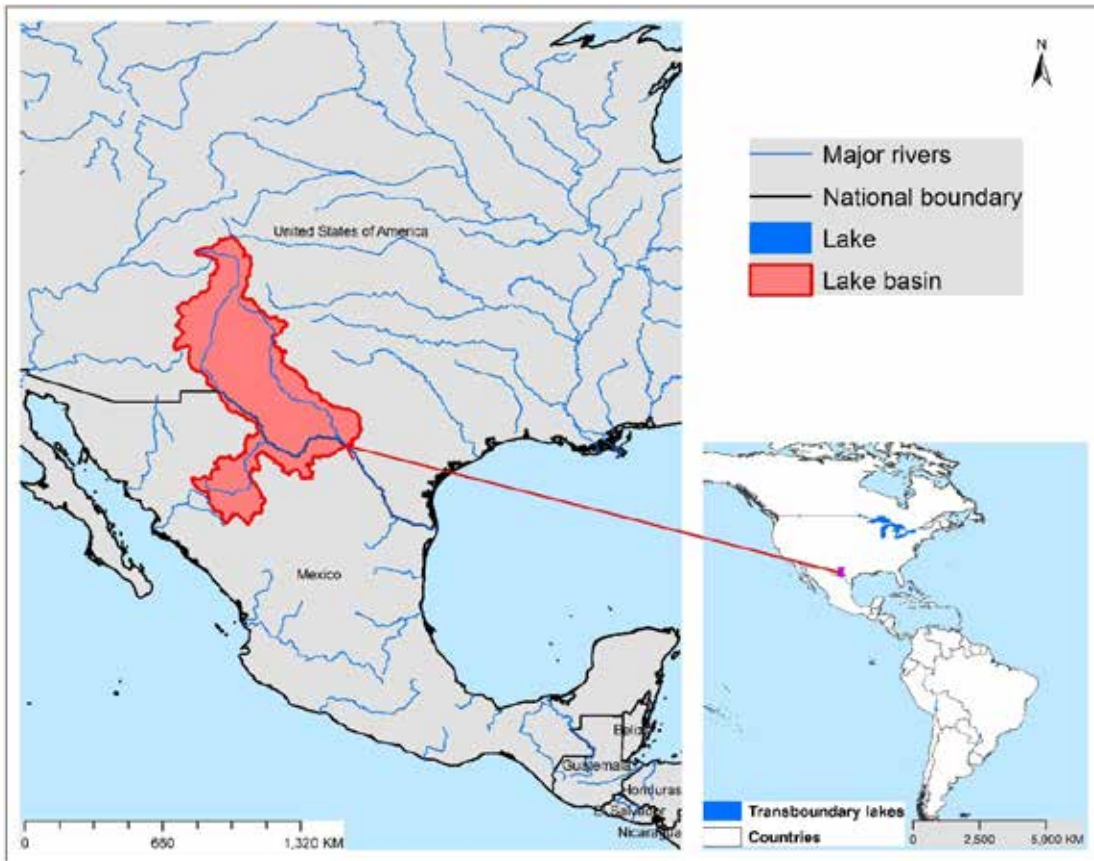 N
Major rivers
National boundary
Lake
Lake basin
United States of America
Mexico
Belize
Guatemala
Honduras
El Salvador
Nicaragua
0 660 1,320 KM
Transboundary lakes
Countries
0 2,500 5,000 KM